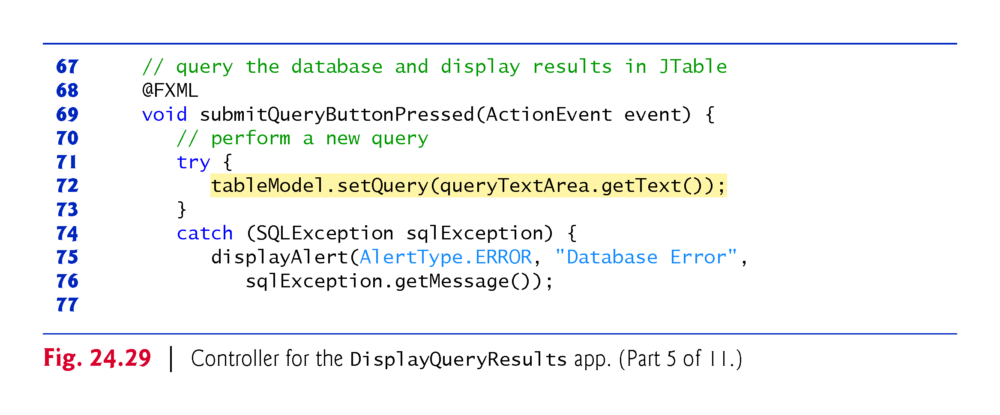 67 // query the database and display results in JTable
68 @FXML
69 void submitQueryButtonPressed(ActionEvent event) {
70 // perform a new query
71 try {
72 tableModel.setQuery(queryTextArea.getText());
73 }
74 catch (SQLException sqlException) {
75 displayAlert(AlertType.ERROR, "Database Error",
76 sqlException.getMessage());
77
Fig. 24.29 | Controller for the DisplayQueryResults app. (Part 5 of 11.)